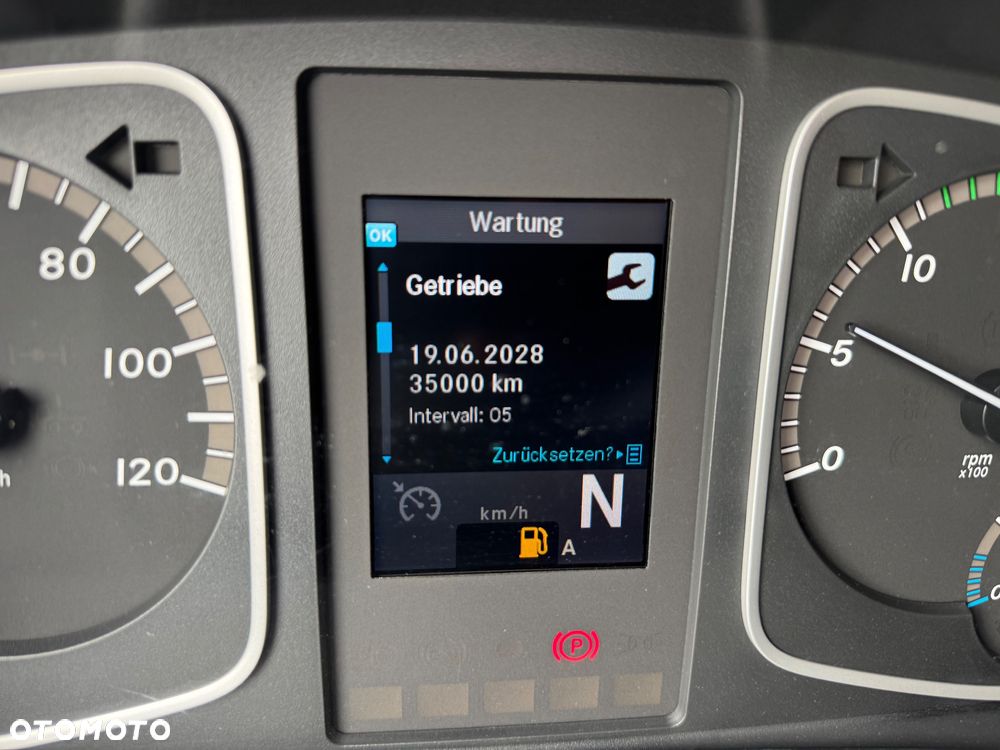 Wartung
OK
Getriebe
19.06.2028
35000 km
Intervall: 05
Zurücksetzen?
N
km/h
A
P
80
100
120
h
10
5
0
rpm
x100
0
OTOMOTO